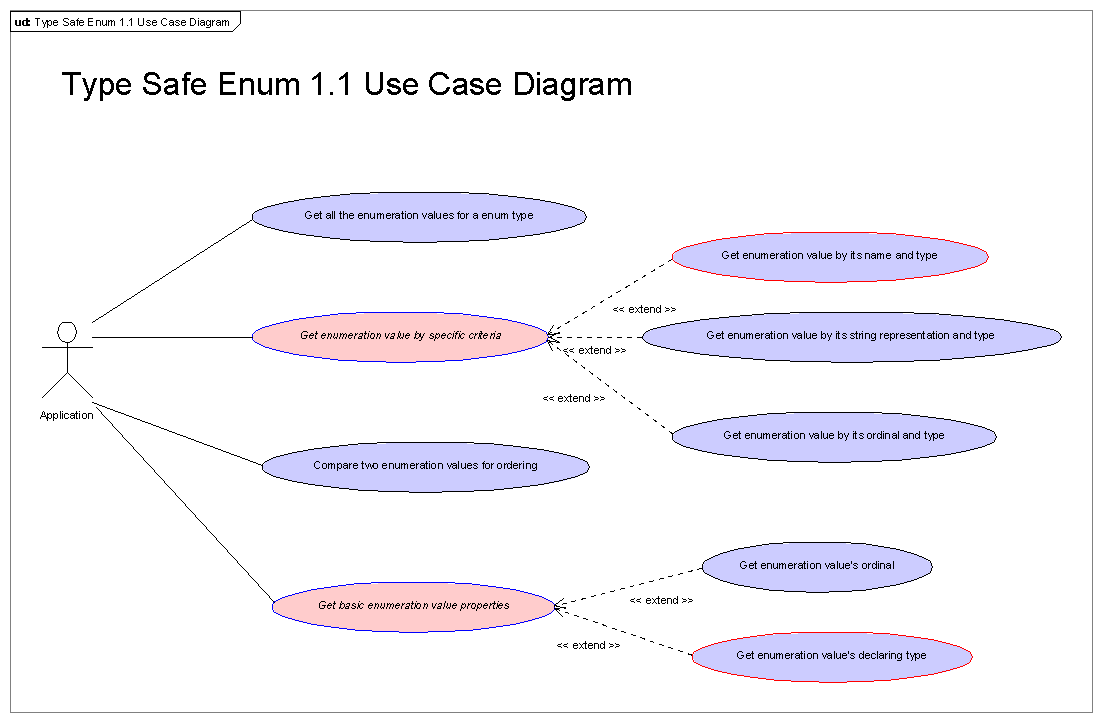 ud: Type Safe Enum 1.1 Use Case Diagram
Type Safe Enum 1.1 Use Case Diagram
Get all the enumeration values for a enum type
Get enumeration value by its name and type
<< extend >>
Get enumeration value by specific criteria
Get enumeration value by its string representation and type
<< extend >>
<< extend >>
Application
Get enumeration value by its ordinal and type
Compare two enumeration values for ordering
Get enumeration value's ordinal
<< extend >>
Get basic enumeration value properties
<< extend >>
Get enumeration value's declaring type